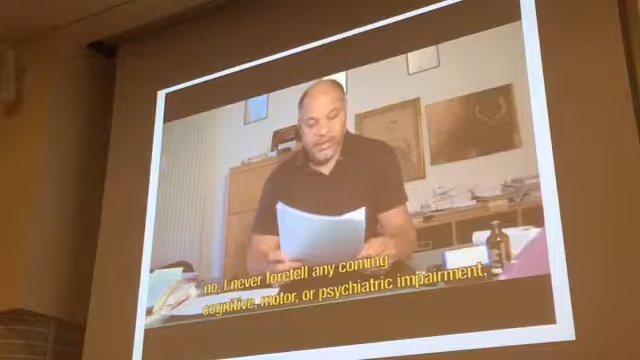 no. I never foretell any coming
cognitive, motor, or psychiatric impairment,